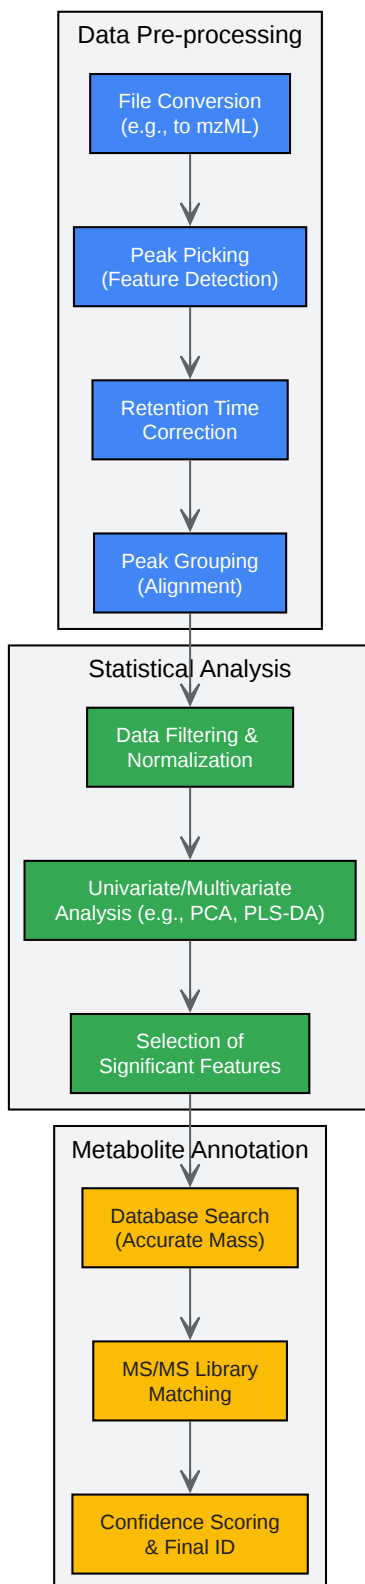 Data Pre-processing
File Conversion
(e.g., to mzML)
Peak Picking
(Feature Detection)
Retention Time
Correction
Peak Grouping
(Alignment)
Statistical Analysis
Data Filtering &
Normalization
Univariate/Multivariate
Analysis (e.g., PCA, PLS-DA)
Selection of
Significant Features
Metabolite Annotation
Database Search
(Accurate Mass)
MS/MS Library
Matching
Confidence Scoring
& Final ID